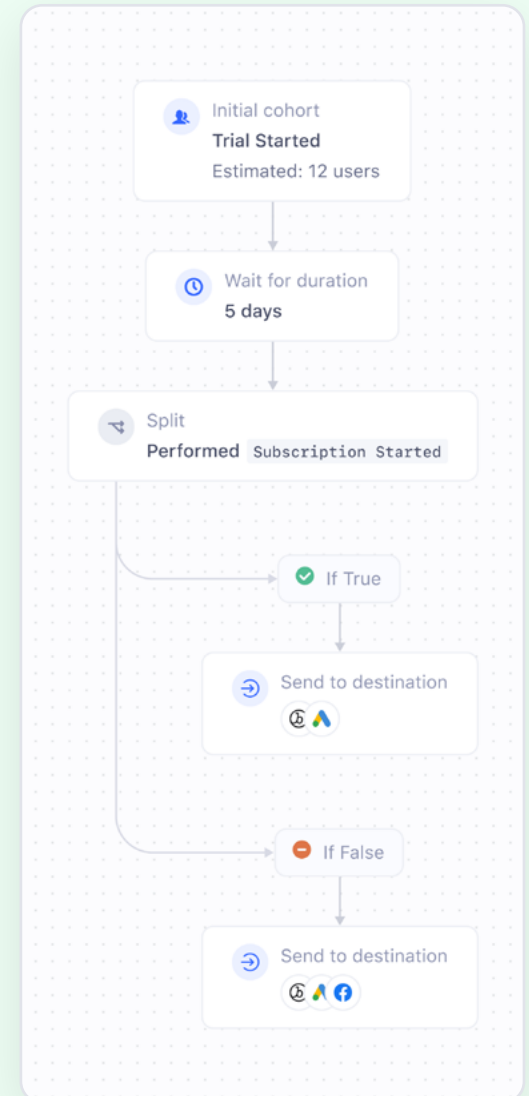 Initial cohort
Trial Started
Estimated: 12 users
Wait for duration
5 days
Split
Performed Subscription Started
If True
Send to destination
If False
Send to destination